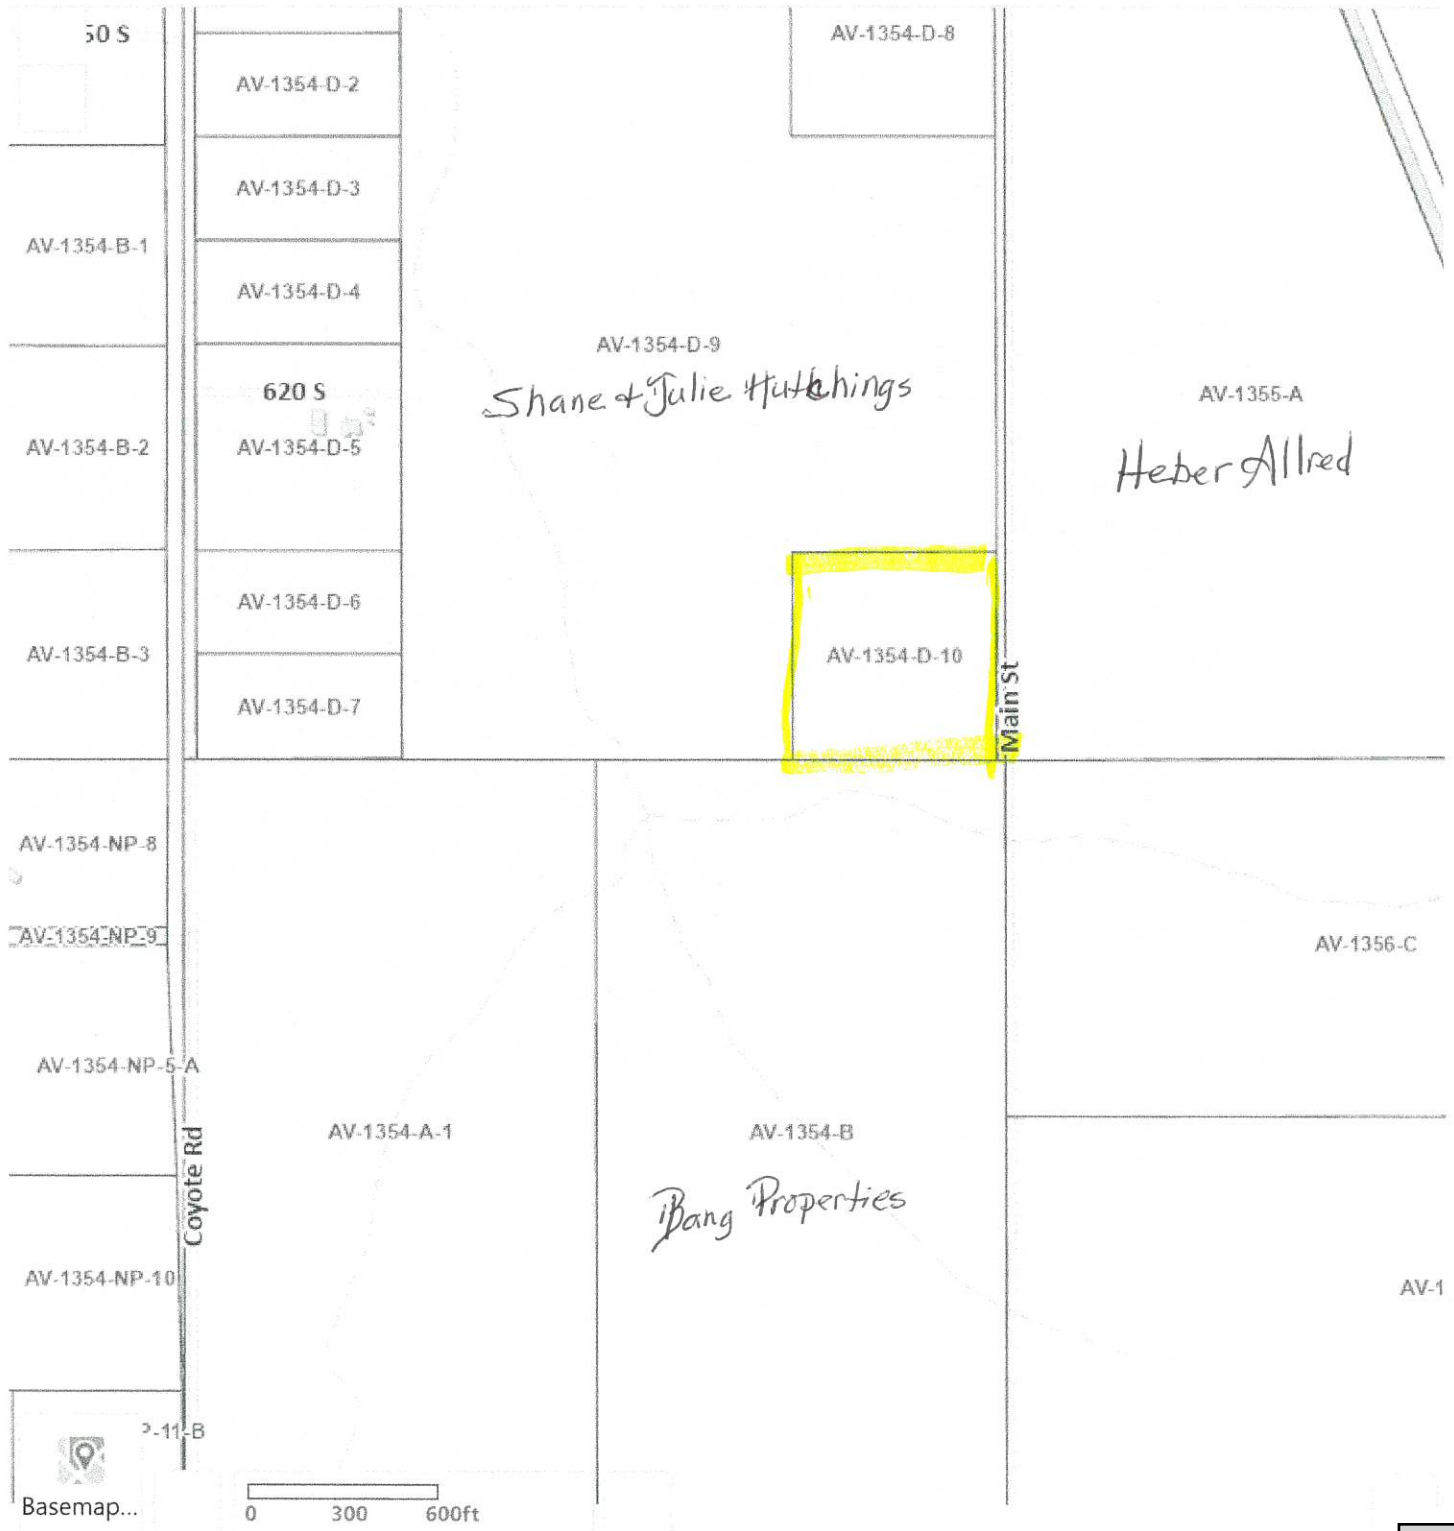 50 S
AV-1354-D-8
AV-1354-D-2
AV-1354-D-3
AV-1354-B-1
AV-1354-D-4
AV-1354-D-9
Shane & Julie Hutchings
620 S
AV-1355-A
AV-1354-B-2
AV-1354-D-5
Heber Allred
AV-1354-D-6
AV-1354-B-3
AV-1354-D-10
Main St
AV-1354-D-7
AV-1354-NP-8
AV-1354-NP-9
AV-1356-C
AV-1354-NP-5-A
AV-1354-A-1
AV-1354-B
Coyote Rd
Bang Properties
AV-1354-NP-10
AV-1
P-11-B
Basemap...
0 300 600ft